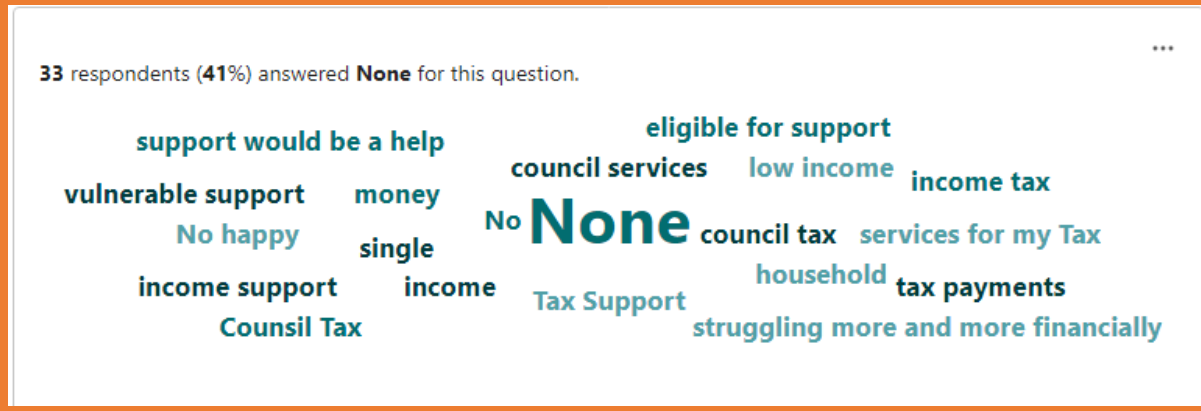 33 respondents (41%) answered None for this question.
support would be a help
eligible for support
council services
low income
income tax
vulnerable support
money
No
None
council tax
services for my Tax
No happy
single
household
tax payments
income support
income
Tax Support
Counsil Tax
struggling more and more financially